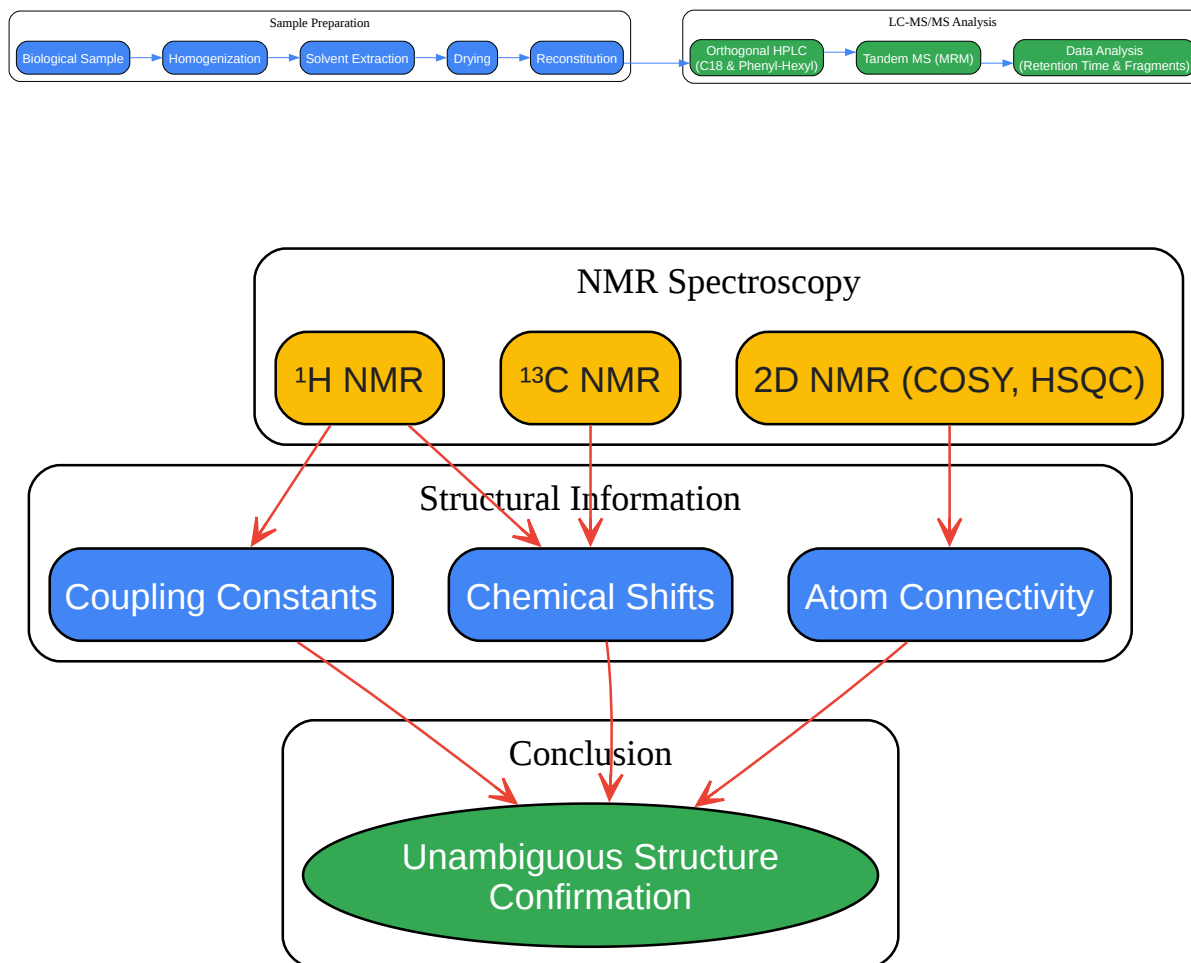 Sample Preparation
Biological Sample
Homogenization
Solvent Extraction
Drying
Reconstitution
LC-MS/MS Analysis
Orthogonal HPLC
(C18 & Phenyl-Hexyl)
Tandem MS (MRM)
Data Analysis
(Retention Time & Fragments)
NMR Spectroscopy
¹H NMR
¹³C NMR
2D NMR (COSY, HSQC)
Structural Information
Coupling Constants
Chemical Shifts
Atom Connectivity
Conclusion
Unambiguous Structure
Confirmation